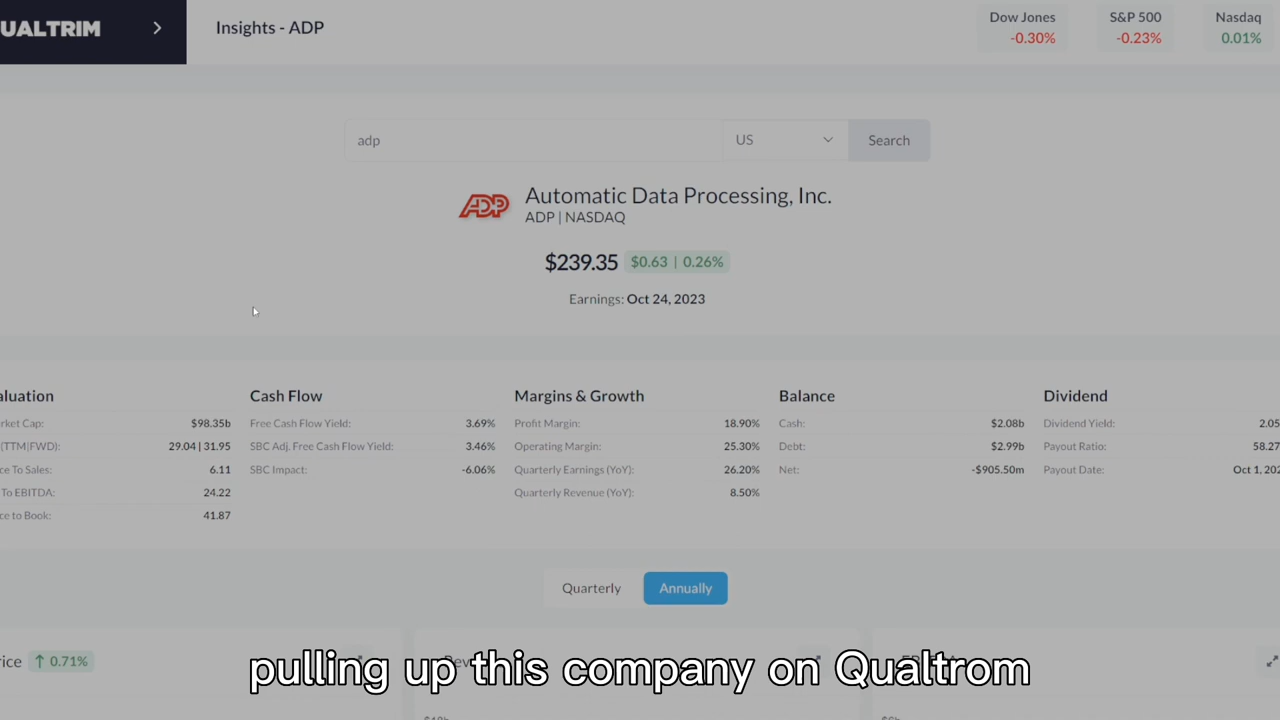 UALTRIM
Insights - ADP
Dow Jones
-0.30%
S&P 500
-0.23%
Nasdaq
0.01%
adp
US
Search
ADP
Automatic Data Processing, Inc.
ADP | NASDAQ
$239.35
$0.63 | 0.26%
Earnings: Oct 24, 2023
aluation
rket Cap: $98.35b
(TTM|FWD): 29.04 | 31.95
ce To Sales: 6.11
To EBITDA: 24.22
ce to Book: 41.87
Cash Flow
Free Cash Flow Yield: 3.69%
SBC Adj. Free Cash Flow Yield: 3.46%
SBC Impact: -6.06%
Margins & Growth
Profit Margin: 18.90%
Operating Margin: 25.30%
Quarterly Earnings (YoY): 26.20%
Quarterly Revenue (YoY): 8.50%
Balance
Cash: $2.08b
Debt: $2.99b
Net: -$905.50m
Dividend
Dividend Yield: 2.05
Payout Ratio: 58.27
Payout Date: Oct 1, 202
Quarterly
Annually
rice ↑ 0.71%
pulling up this company on Qualtrom